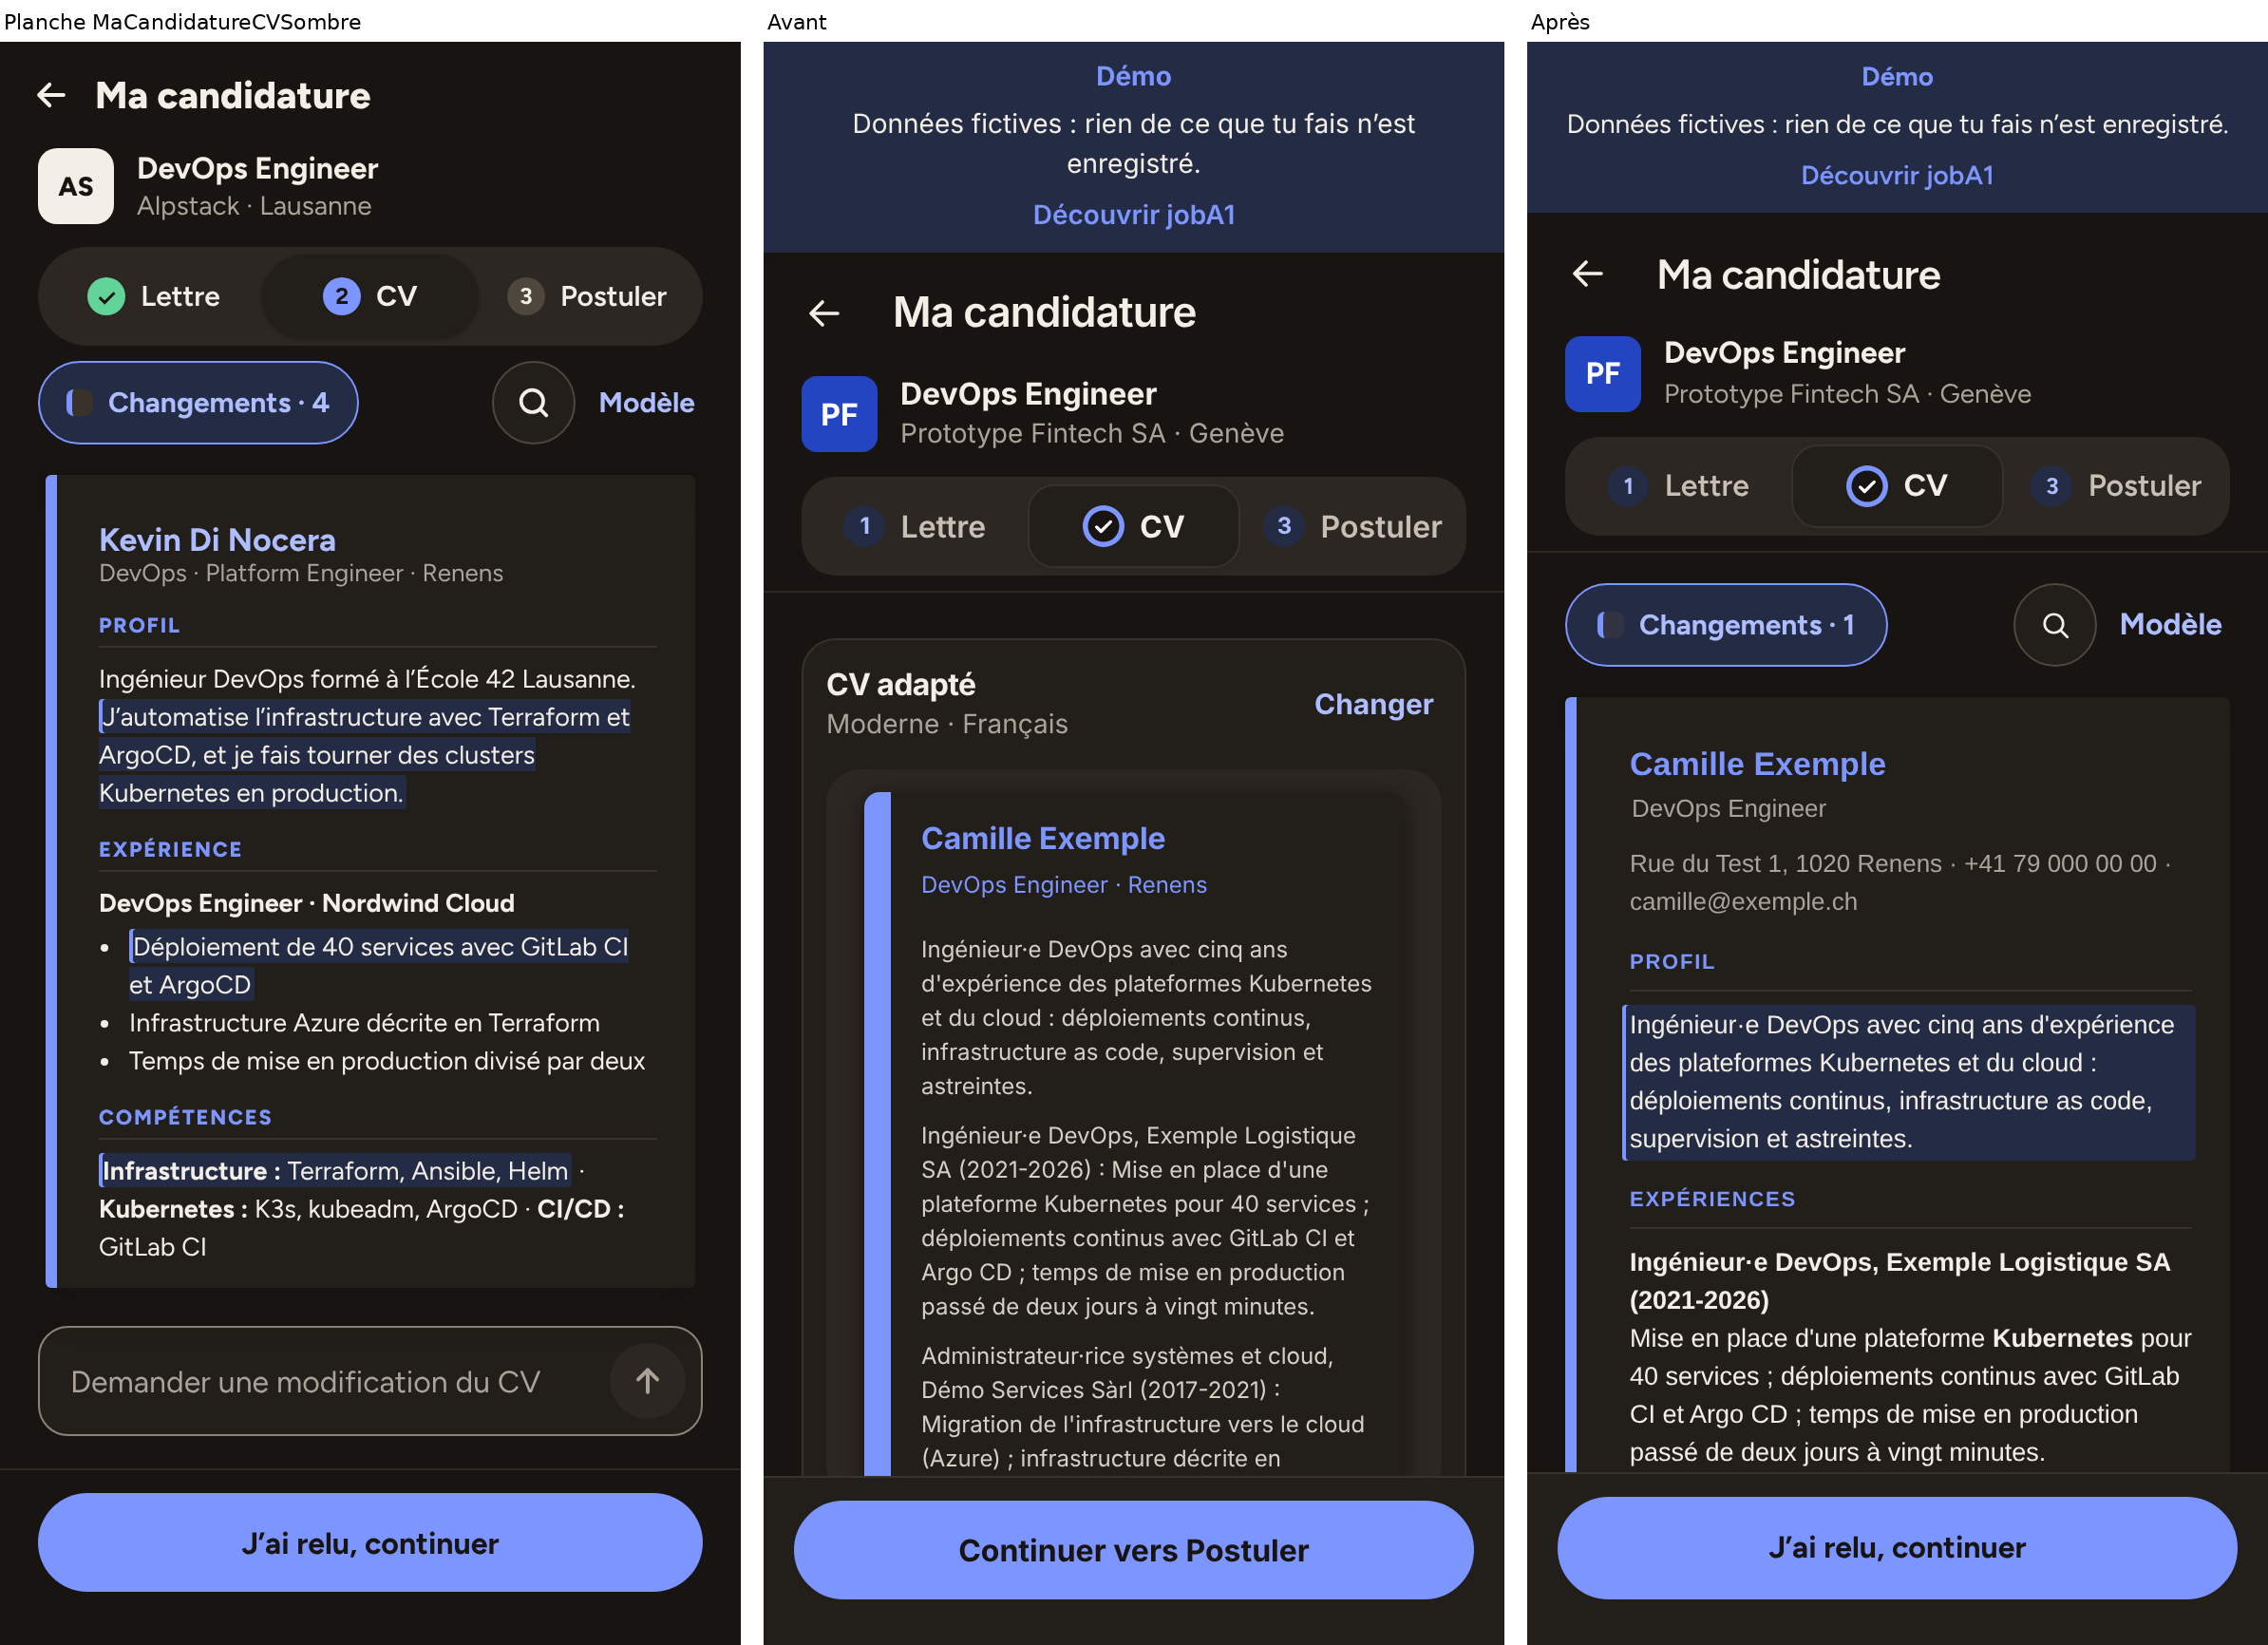 Planche MaCandidatureCVSombre
Ma candidature
AS
DevOps Engineer
Alpstack · Lausanne
Lettre
2 CV
3 Postuler
Changements · 4
Modèle
Kevin Di Nocera
DevOps · Platform Engineer · Renens
PROFIL
Ingénieur DevOps formé à l’École 42 Lausanne.
J’automatise l’infrastructure avec Terraform et
ArgoCD, et je fais tourner des clusters
Kubernetes en production.
EXPÉRIENCE
DevOps Engineer · Nordwind Cloud
• Déploiement de 40 services avec GitLab CI
et ArgoCD
• Infrastructure Azure décrite en Terraform
• Temps de mise en production divisé par deux
COMPÉTENCES
Infrastructure : Terraform, Ansible, Helm ·
Kubernetes : K3s, kubeadm, ArgoCD · CI/CD :
GitLab CI
Demander une modification du CV
J’ai relu, continuer
Avant
Démo
Données fictives : rien de ce que tu fais n’est
enregistré.
Découvrir jobA1
Ma candidature
PF
DevOps Engineer
Prototype Fintech SA · Genève
1 Lettre
CV
3 Postuler
CV adapté
Moderne · Français
Changer
Camille Exemple
DevOps Engineer · Renens
Ingénieur·e DevOps avec cinq ans
d'expérience des plateformes Kubernetes
et du cloud : déploiements continus,
infrastructure as code, supervision et
astreintes.
Ingénieur·e DevOps, Exemple Logistique
SA (2021-2026) : Mise en place d'une
plateforme Kubernetes pour 40 services ;
déploiements continus avec GitLab CI et
Argo CD ; temps de mise en production
passé de deux jours à vingt minutes.
Administrateur·rice systèmes et cloud,
Démo Services Sàrl (2017-2021) :
Migration de l'infrastructure vers le cloud
(Azure) ; infrastructure décrite en
Continuer vers Postuler
Après
Démo
Données fictives : rien de ce que tu fais n’est enregistré.
Découvrir jobA1
Ma candidature
PF
DevOps Engineer
Prototype Fintech SA · Genève
1 Lettre
CV
3 Postuler
Changements · 1
Modèle
Camille Exemple
DevOps Engineer
Rue du Test 1, 1020 Renens · +41 79 000 00 00 ·
camille@exemple.ch
PROFIL
Ingénieur·e DevOps avec cinq ans d'expérience
des plateformes Kubernetes et du cloud :
déploiements continus, infrastructure as code,
supervision et astreintes.
EXPÉRIENCES
Ingénieur·e DevOps, Exemple Logistique SA
(2021-2026)
Mise en place d'une plateforme Kubernetes pour
40 services ; déploiements continus avec GitLab
CI et Argo CD ; temps de mise en production
passé de deux jours à vingt minutes.
J’ai relu, continuer